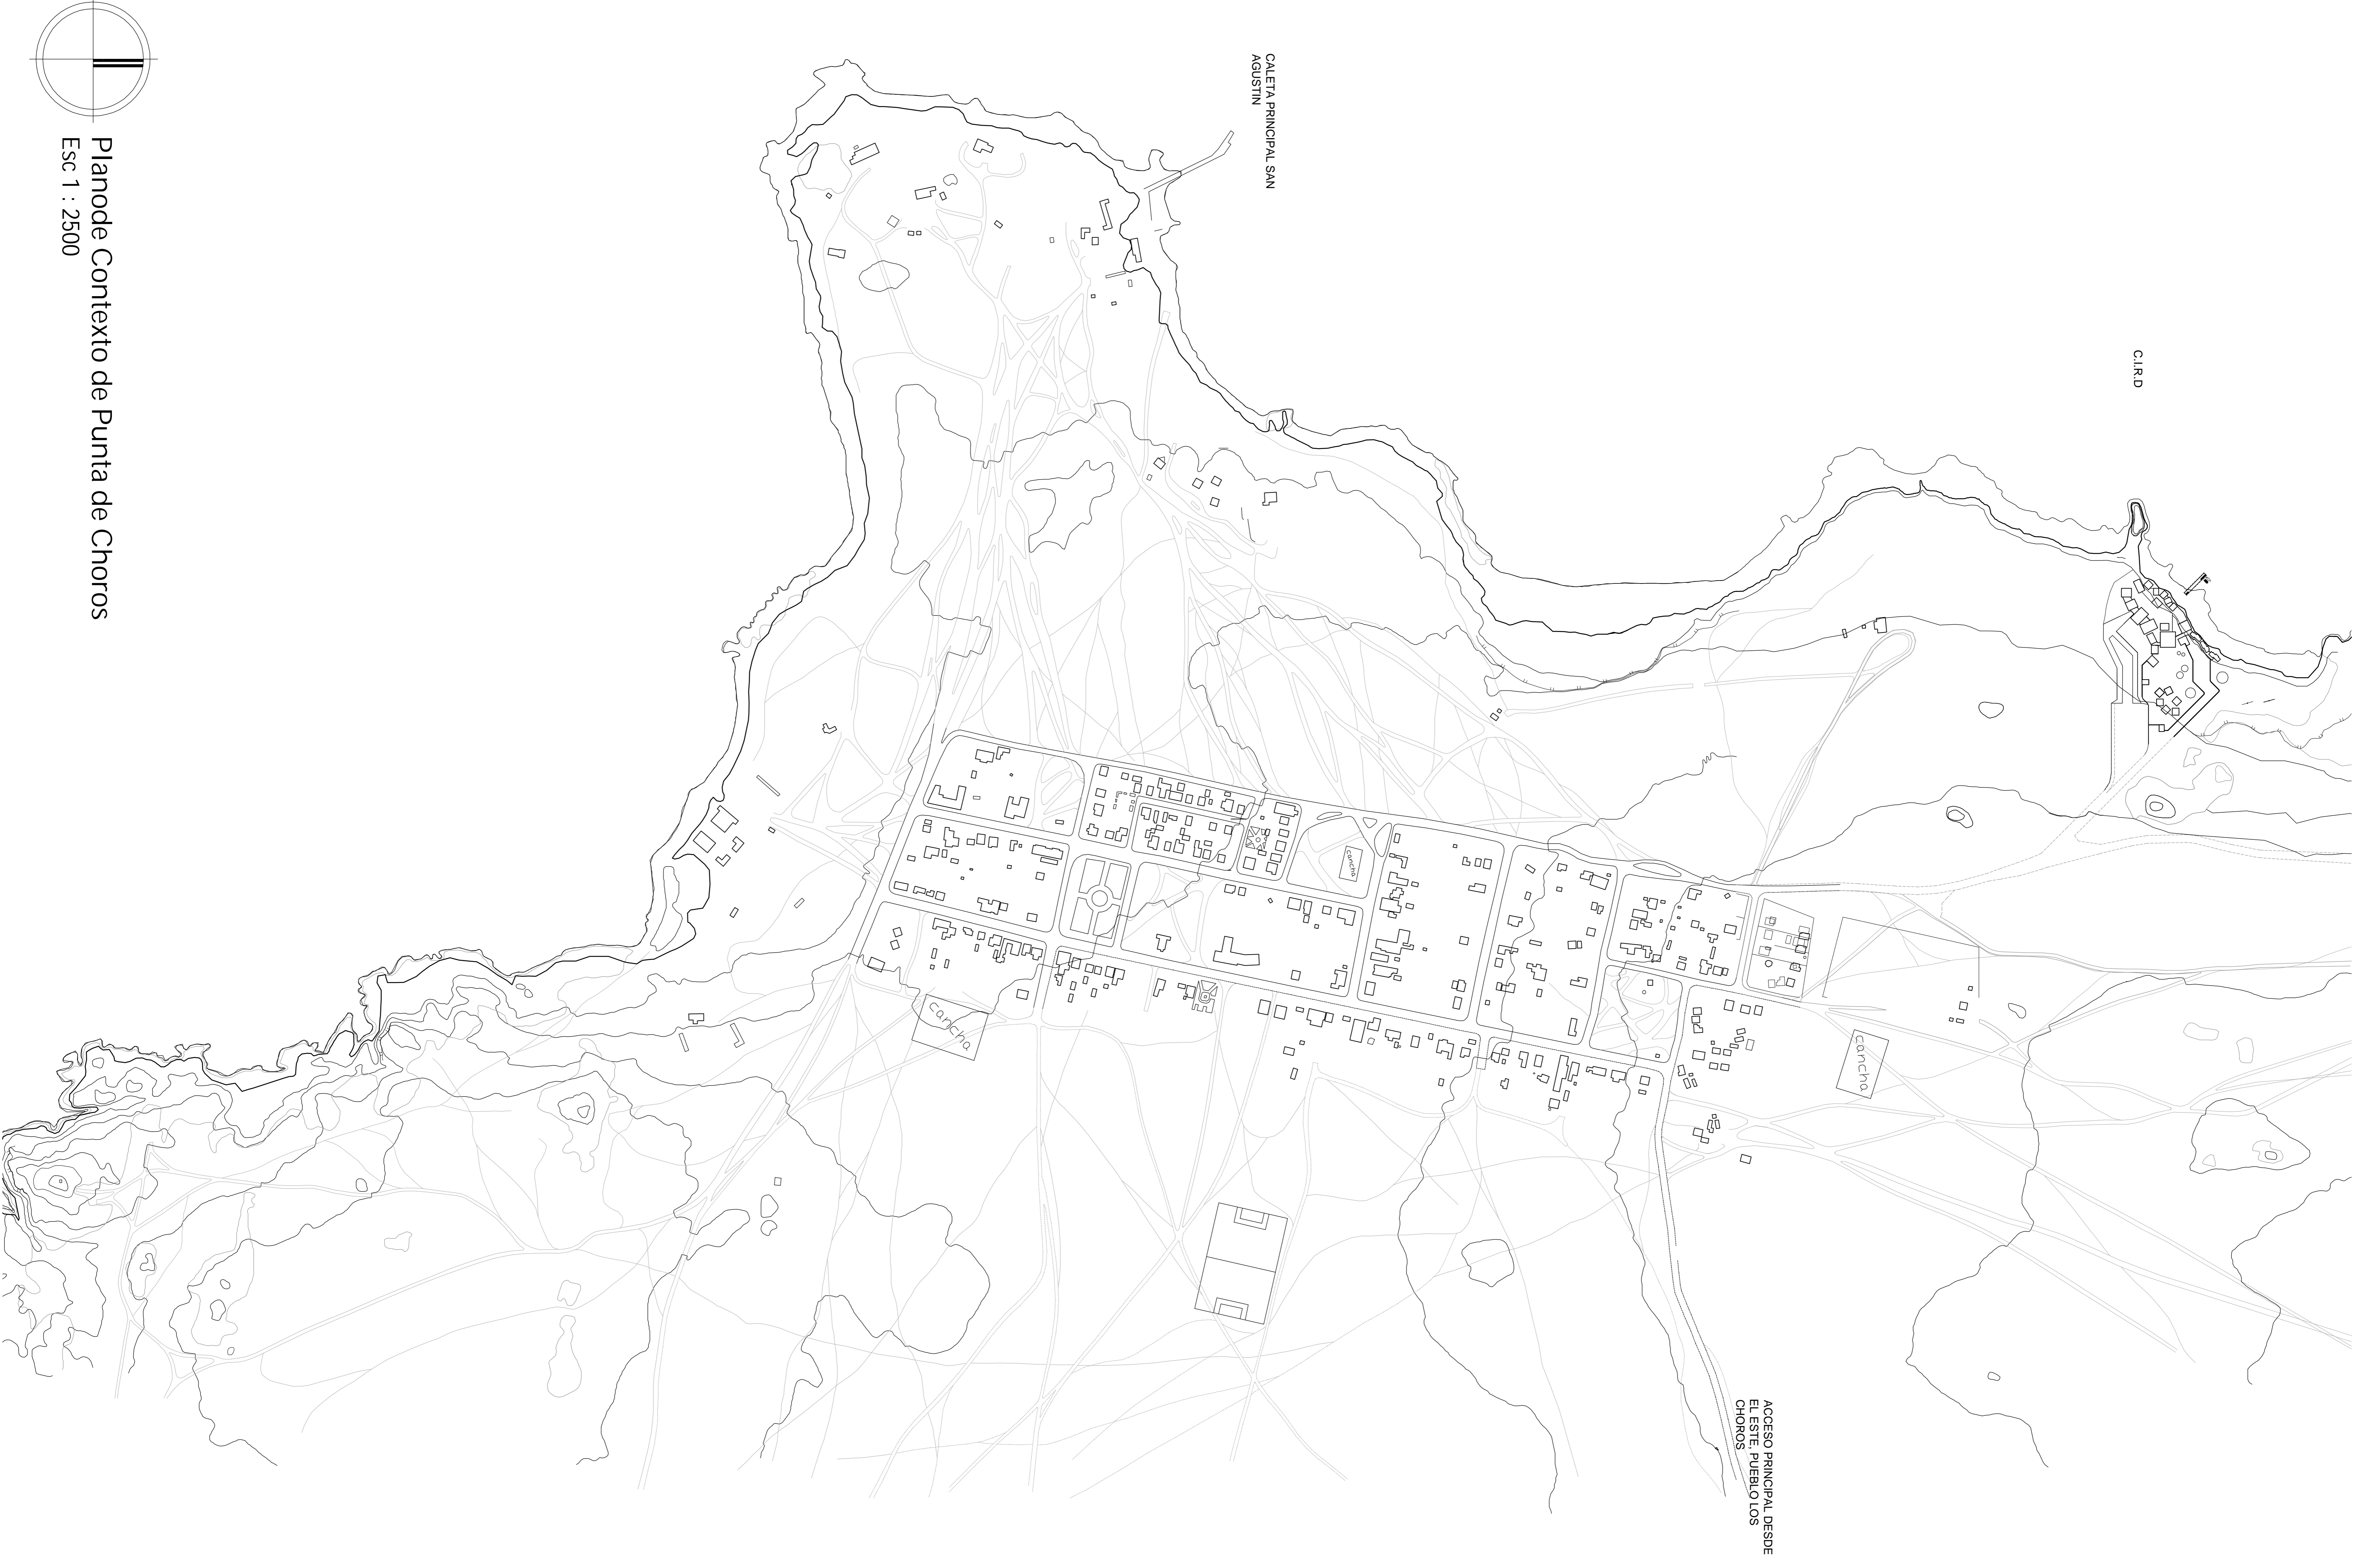 Planode Contexto de Punta de Choros
Esc 1 : 2500
CALETA PRINCIPAL SAN
AGUSTIN
C.I.R.D
cancha
cancha
cancha
ACCESO PRINCIPAL DESDE
EL ESTE, PUEBLO LOS
CHOROS